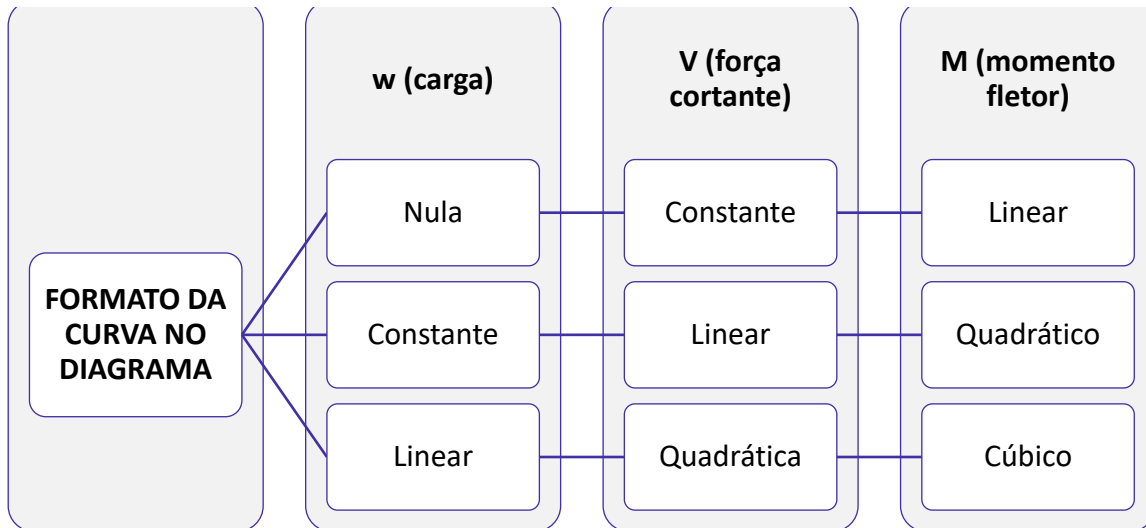 w (carga)
V (força
cortante)
M (momento
fletor)
FORMATO DA
CURVA NO
DIAGRAMA
Nula
Constante
Linear
Constante
Linear
Quadrático
Linear
Quadrática
Cúbico